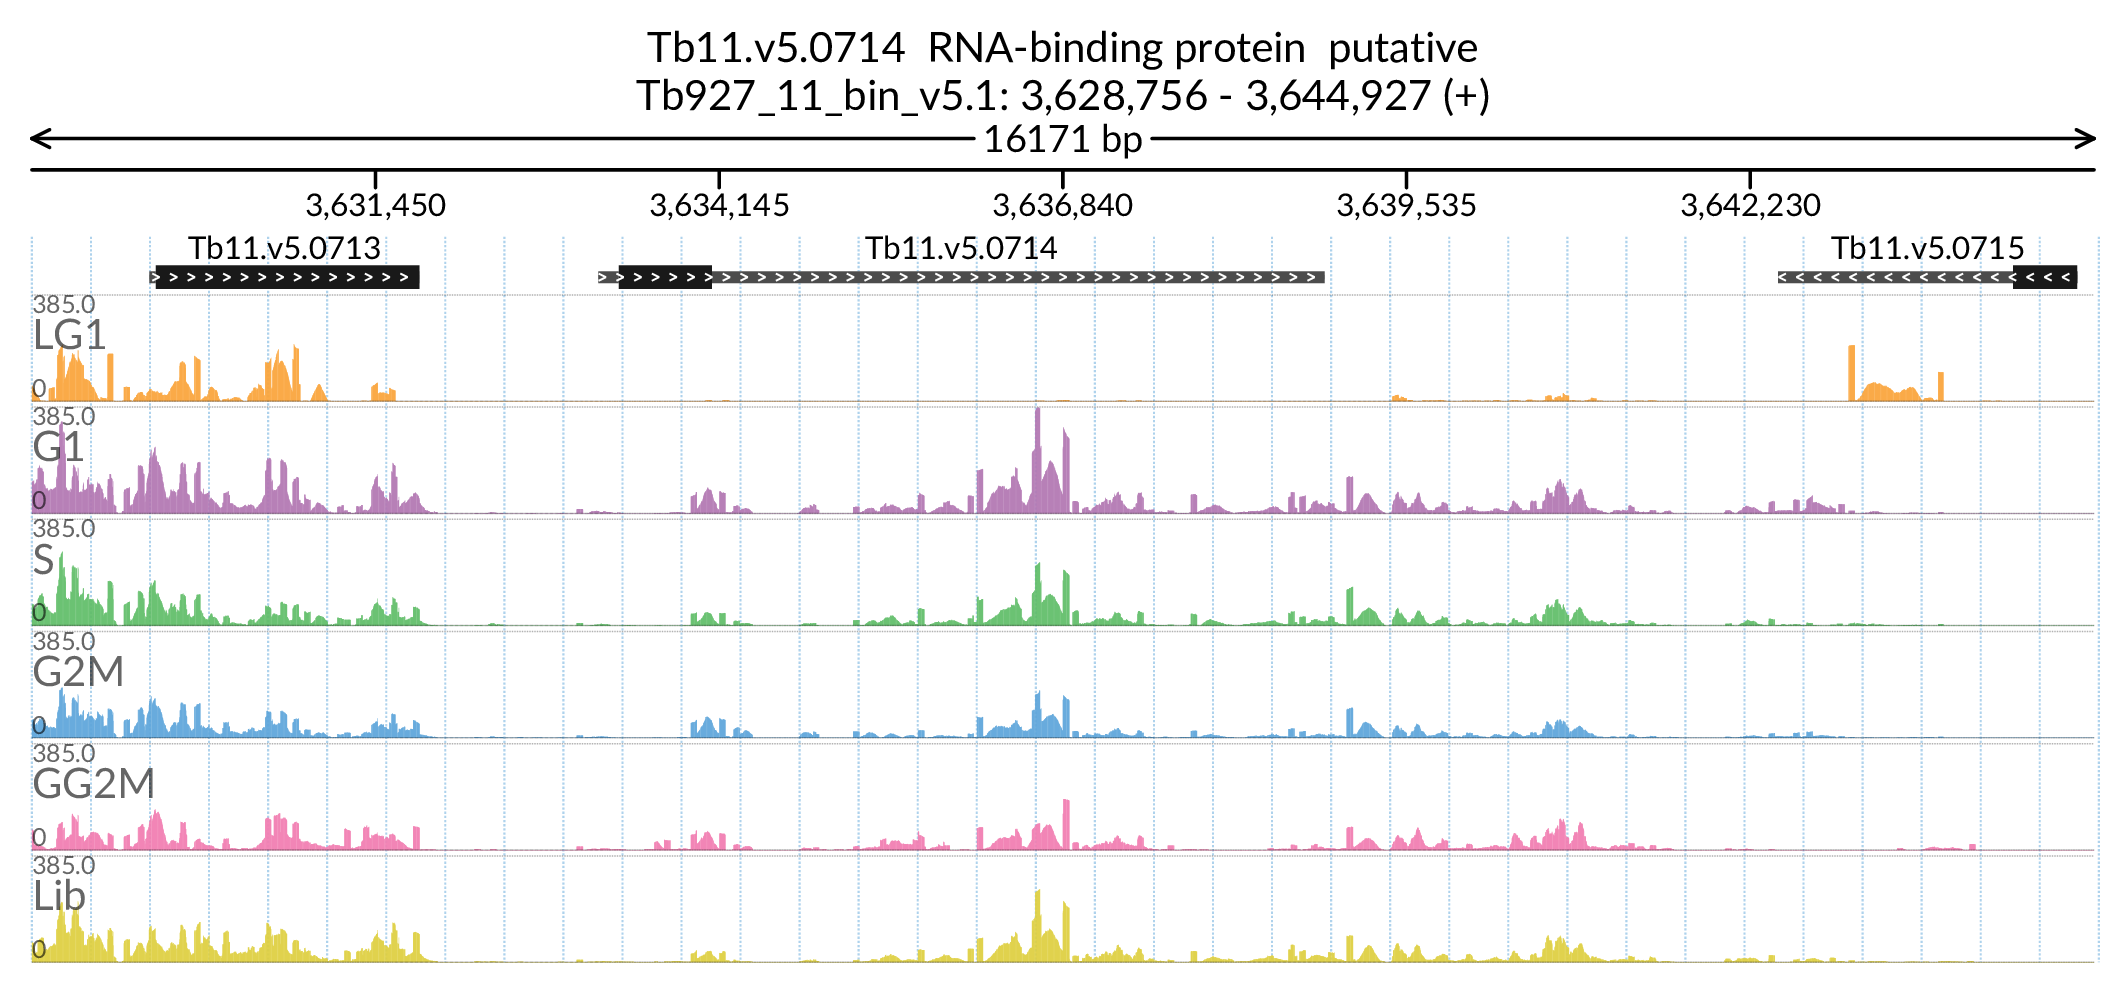 Tb11.v5.0714 RNA-binding protein putative
Tb927_11_bin_v5.1: 3,628,756 - 3,644,927 (+)
16171 bp
3,631,450 3,634,145 3,636,840 3,639,535 3,642,230
Tb11.v5.0713 Tb11.v5.0714 Tb11.v5.0715
385.0
LG1
0
385.0
G1
0
385.0
S
0
385.0
G2M
0
385.0
GG2M
0
385.0
Lib
0